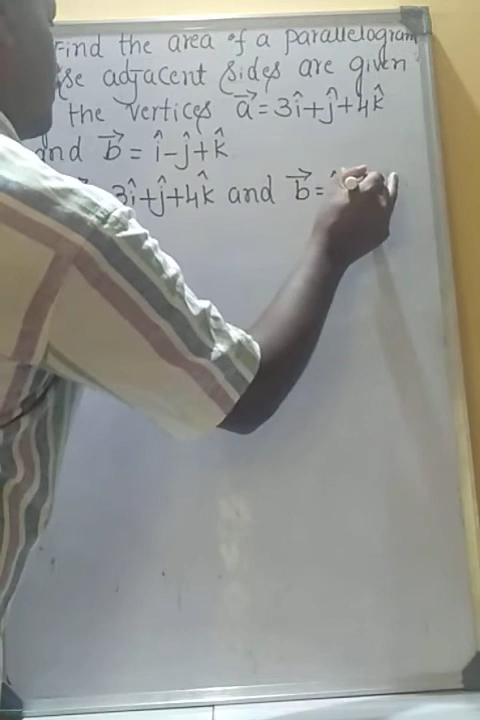 Find the area of a parallelogram
se adjacent sides are given
the vertices a⃗ = 3î+ĵ+4k̂
and b⃗ = î-ĵ+k̂
3î+ĵ+4k̂ and b⃗ =